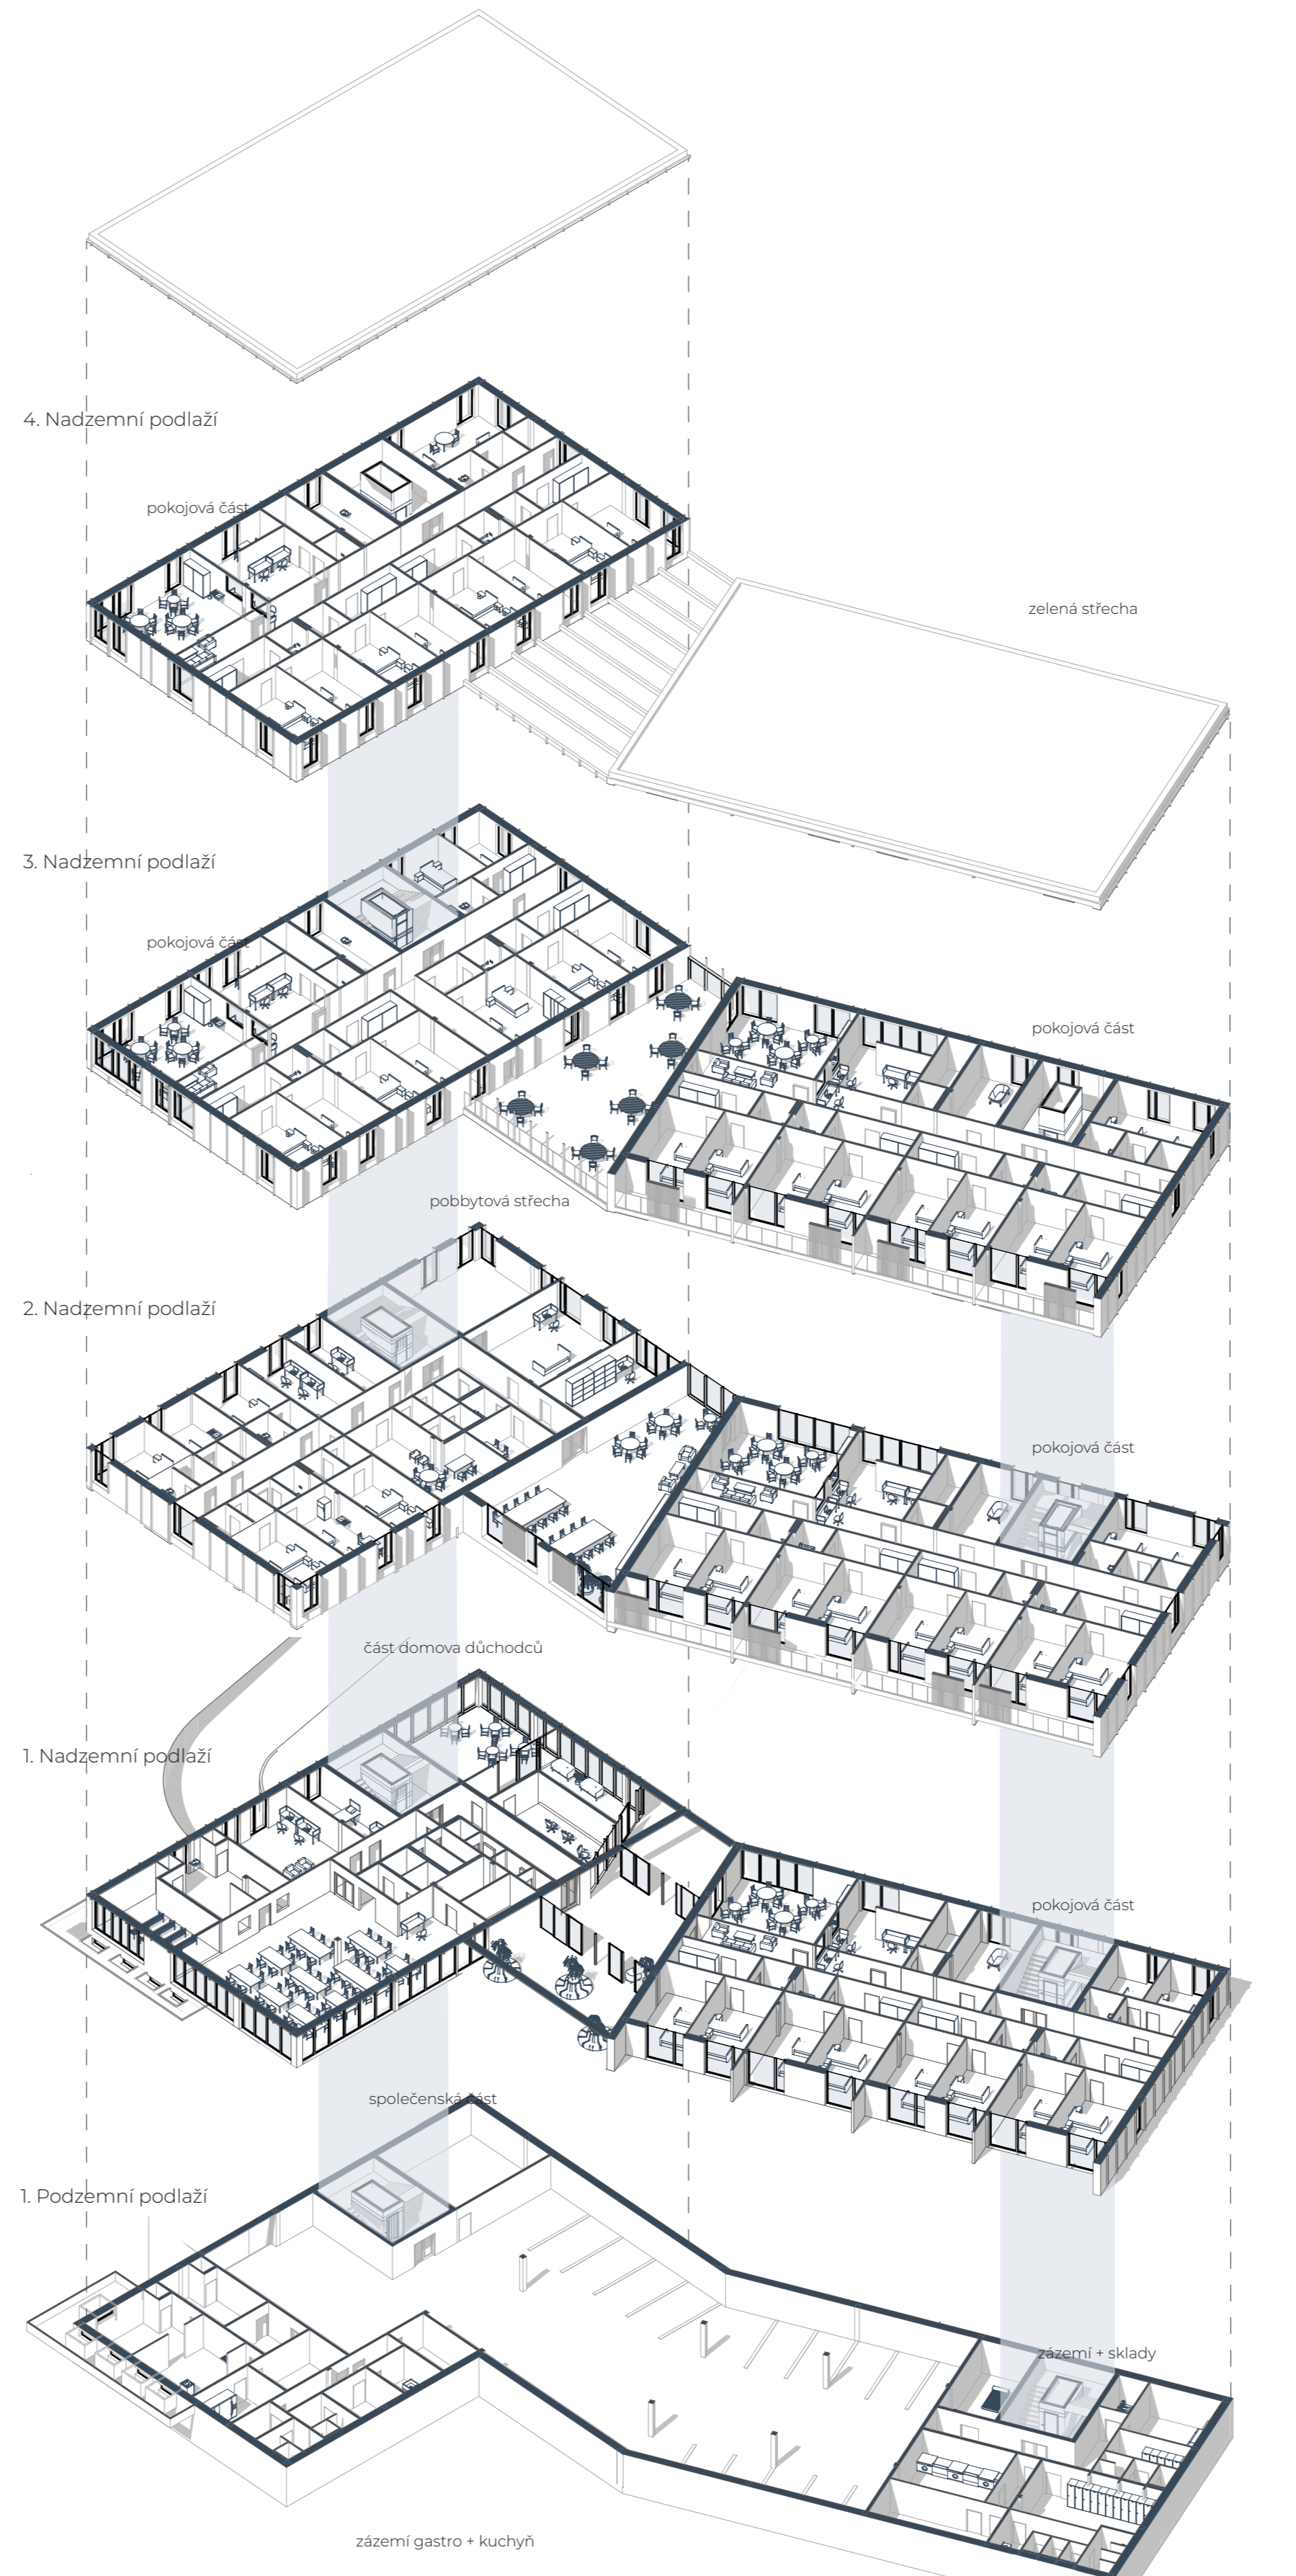 4. Nadzemní podlaží
pokojová část
zelená střecha
3. Nadzemní podlaží
pokojová část
pokojová část
pobbytová střecha
2. Nadzemní podlaží
pokojová část
část domova důchodců
1. Nadzemní podlaží
pokojová část
společenská část
1. Podzemní podlaží
zázemí + sklady
zázemí gastro + kuchyň